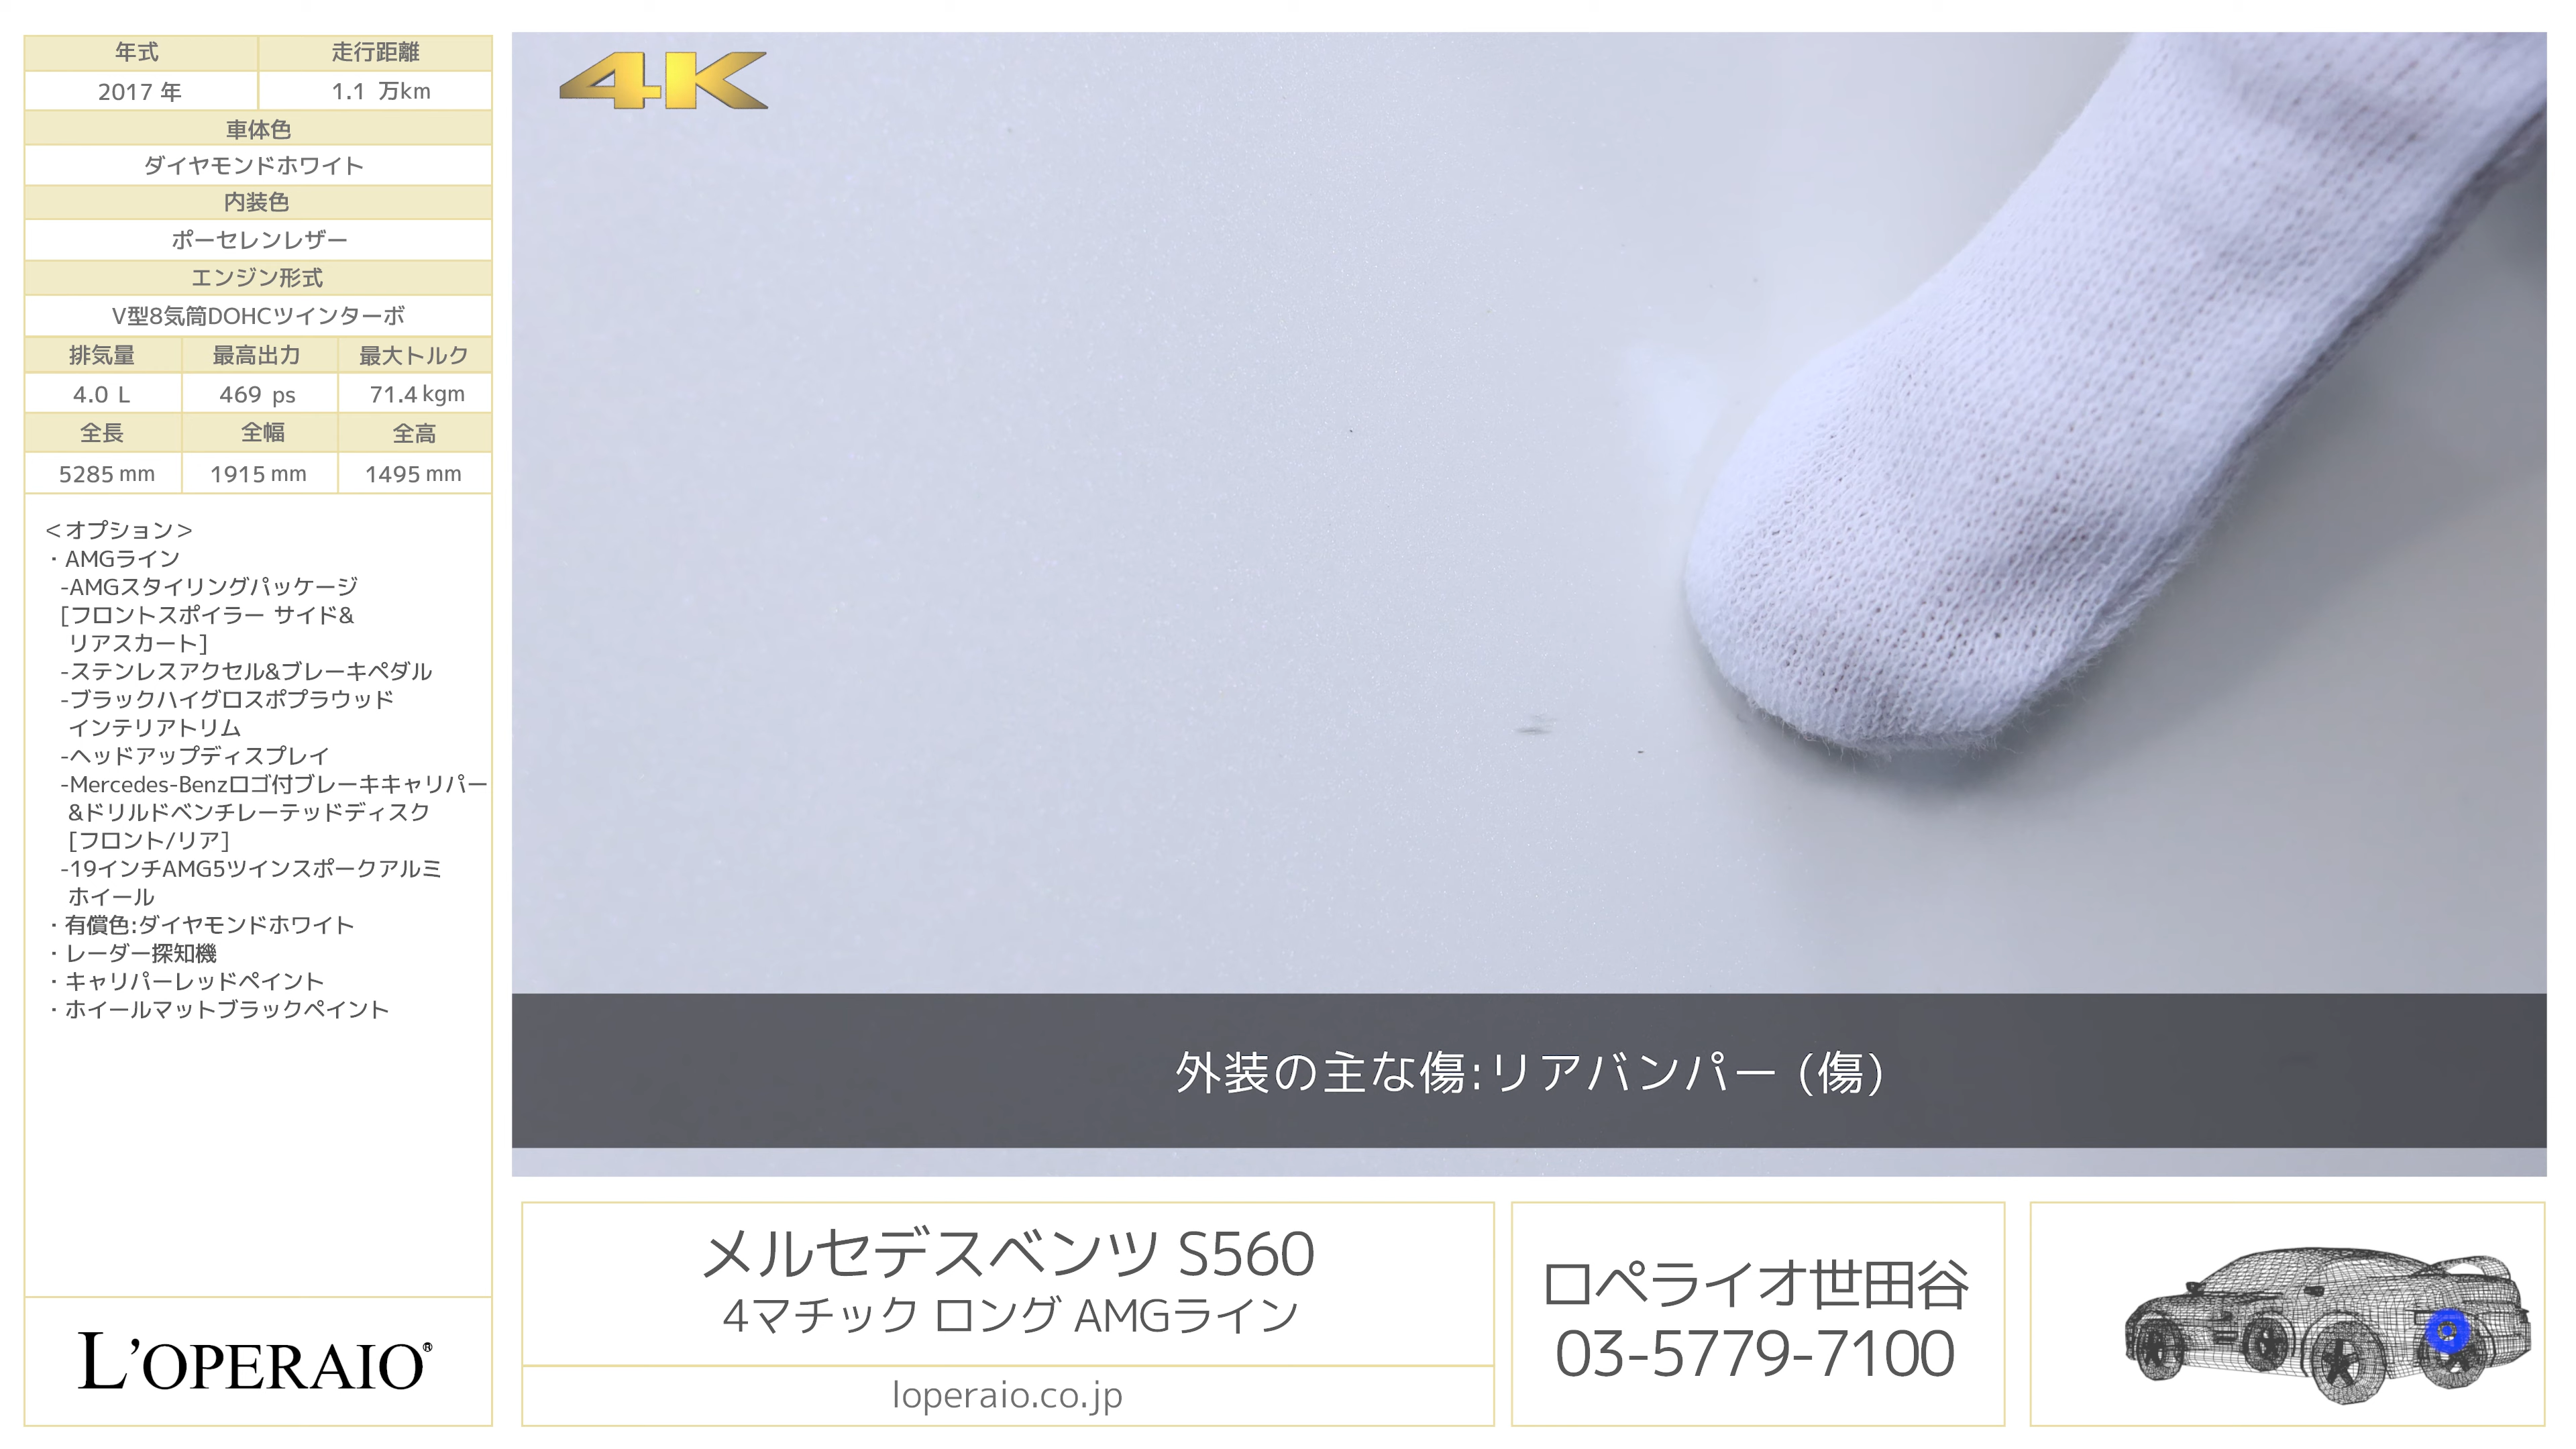 年式 走行距離
2017 年 1.1 万km
車体色
ダイヤモンドホワイト
内装色
ポーセレンレザー
エンジン形式
V型8気筒DOHCツインターボ
排気量 最高出力 最大トルク
4.0 L 469 ps 71.4 kgm
全長 全幅 全高
5285 mm 1915 mm 1495 mm
＜オプション＞
・AMGライン
-AMGスタイリングパッケージ
[フロントスポイラー サイド&
リアスカート]
-ステンレスアクセル&ブレーキペダル
-ブラックハイグロスポプラウッド
インテリアトリム
-ヘッドアップディスプレイ
-Mercedes-Benzロゴ付ブレーキキャリパー
&ドリルドベンチレーテッドディスク
[フロント/リア]
-19インチAMG5ツインスポークアルミ
ホイール
・有償色:ダイヤモンドホワイト
・レーダー探知機
・キャリパーレッドペイント
・ホイールマットブラックペイント
L'OPERAIO®
4K
外装の主な傷:リアバンパー (傷)
メルセデスベンツ S560
4マチック ロング AMGライン
loperaio.co.jp
ロペライオ世田谷
03-5779-7100